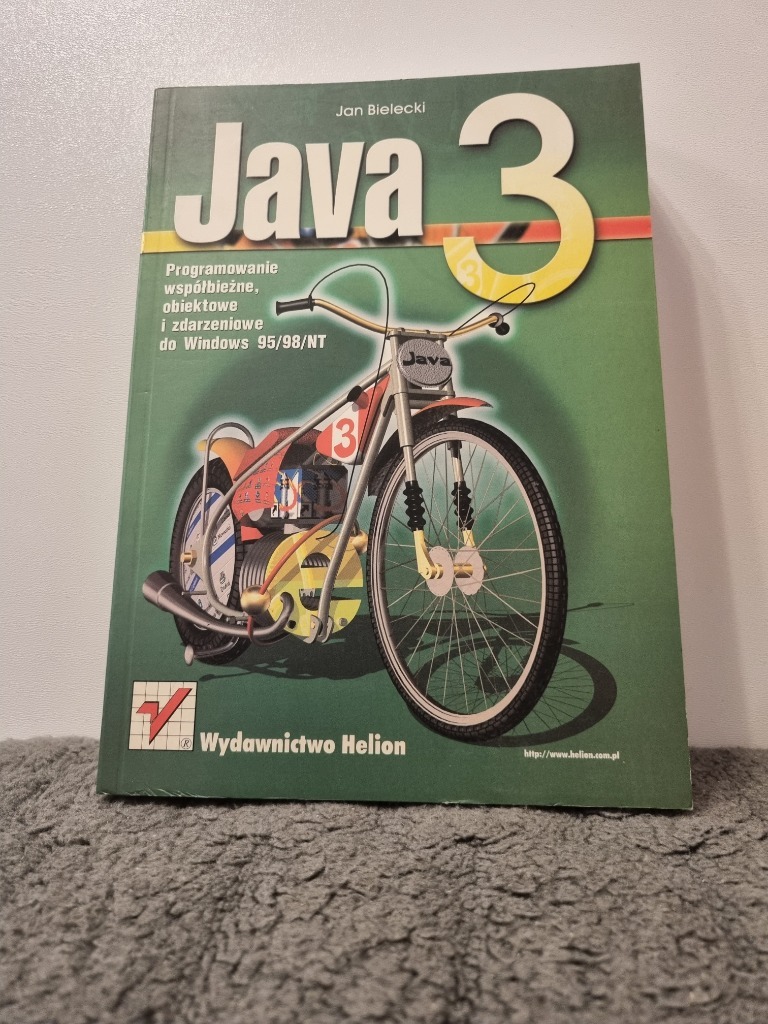 Jan Bielecki
Java 3
Programowanie
współbieżne,
obiektowe
i zdarzeniowe
do Windows 95/98/NT
Java
3
3
® Wydawnictwo Helion
http://www.helion.com.pl